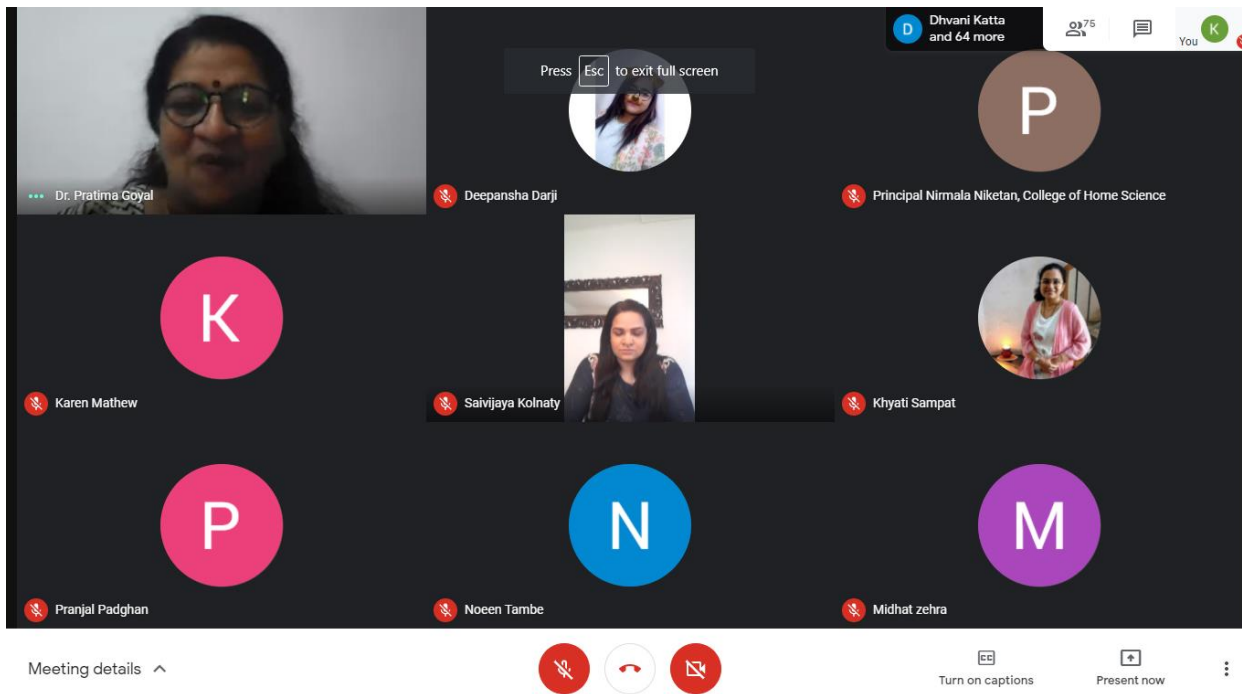 Dhvani Katta
and 64 more
D
75
You
K
Press Esc to exit full screen
P
Dr. Pratima Goyal
Deepansha Darji
Principal Nirmala Niketan, College of Home Science
K
Karen Mathew
Saivijaya Kolnaty
Khyati Sampat
P
N
M
Pranjal Padghan
Noeen Tambe
Midhat zehra
Meeting details
CC
Turn on captions
Present now